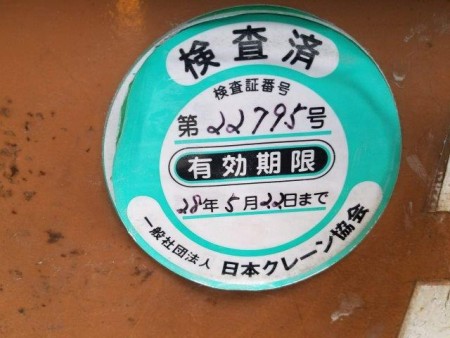 検査済
検査証番号
第22795号
有効期限
28年5月22日まで
一般社団法人 日本クレーン協会